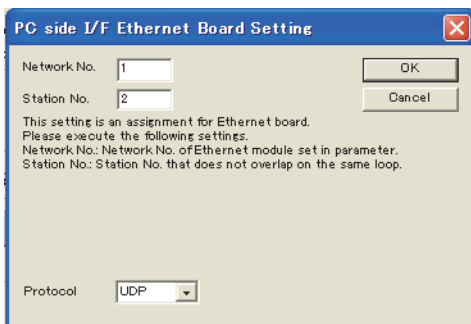 PC side I/F Ethernet Board Setting
Network No. 1 OK
Station No. 2 Cancel
This setting is an assignment for Ethernet board.
Please execute the following settings.
Network No.: Network No. of Ethernet module set in parameter.
Station No.: Station No. that does not overlap on the same loop.
Protocol UDP